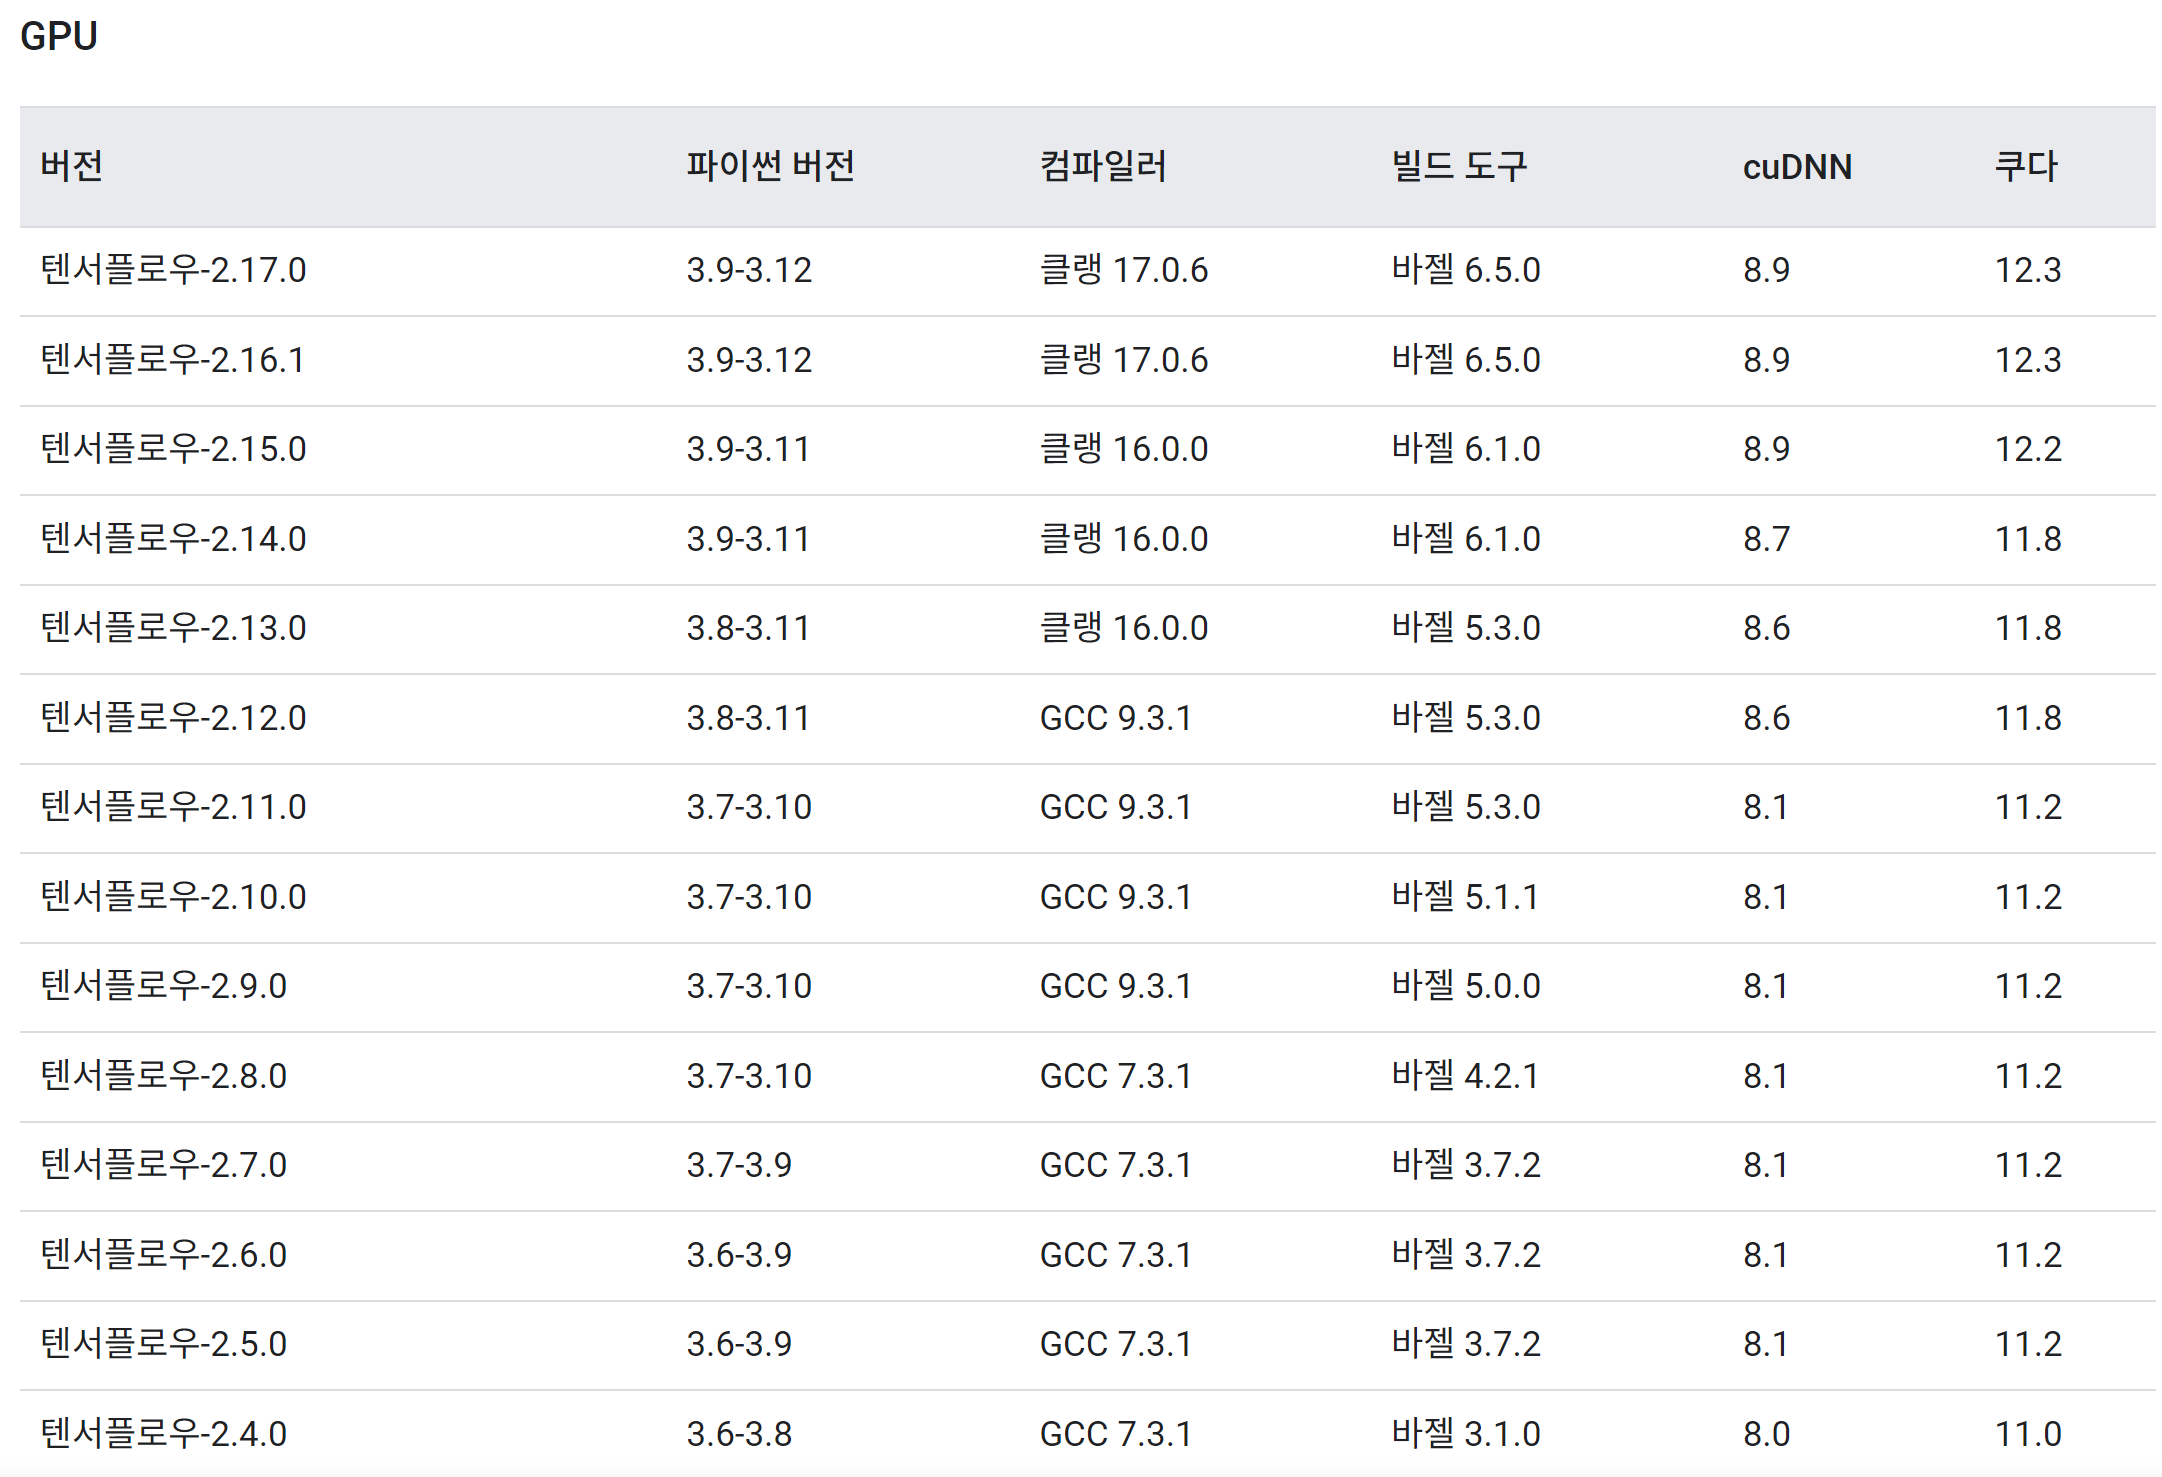 GPU
버전 파이썬 버전 컴파일러 빌드 도구 cuDNN 쿠다
텐서플로우-2.17.0 3.9-3.12 클랭 17.0.6 바젤 6.5.0 8.9 12.3
텐서플로우-2.16.1 3.9-3.12 클랭 17.0.6 바젤 6.5.0 8.9 12.3
텐서플로우-2.15.0 3.9-3.11 클랭 16.0.0 바젤 6.1.0 8.9 12.2
텐서플로우-2.14.0 3.9-3.11 클랭 16.0.0 바젤 6.1.0 8.7 11.8
텐서플로우-2.13.0 3.8-3.11 클랭 16.0.0 바젤 5.3.0 8.6 11.8
텐서플로우-2.12.0 3.8-3.11 GCC 9.3.1 바젤 5.3.0 8.6 11.8
텐서플로우-2.11.0 3.7-3.10 GCC 9.3.1 바젤 5.3.0 8.1 11.2
텐서플로우-2.10.0 3.7-3.10 GCC 9.3.1 바젤 5.1.1 8.1 11.2
텐서플로우-2.9.0 3.7-3.10 GCC 9.3.1 바젤 5.0.0 8.1 11.2
텐서플로우-2.8.0 3.7-3.10 GCC 7.3.1 바젤 4.2.1 8.1 11.2
텐서플로우-2.7.0 3.7-3.9 GCC 7.3.1 바젤 3.7.2 8.1 11.2
텐서플로우-2.6.0 3.6-3.9 GCC 7.3.1 바젤 3.7.2 8.1 11.2
텐서플로우-2.5.0 3.6-3.9 GCC 7.3.1 바젤 3.7.2 8.1 11.2
텐서플로우-2.4.0 3.6-3.8 GCC 7.3.1 바젤 3.1.0 8.0 11.0